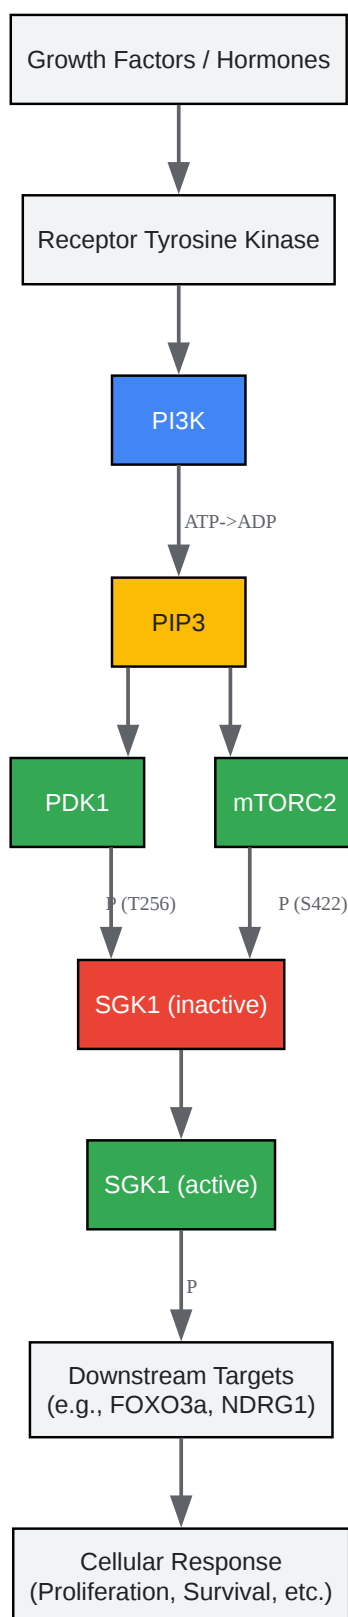 Growth Factors / Hormones
Receptor Tyrosine Kinase
PI3K
ATP->ADP
PIP3
PDK1
mTORC2
P (T256)
P (S422)
SGK1 (inactive)
SGK1 (active)
P
Downstream Targets
(e.g., FOXO3a, NDRG1)
Cellular Response
(Proliferation, Survival, etc.)